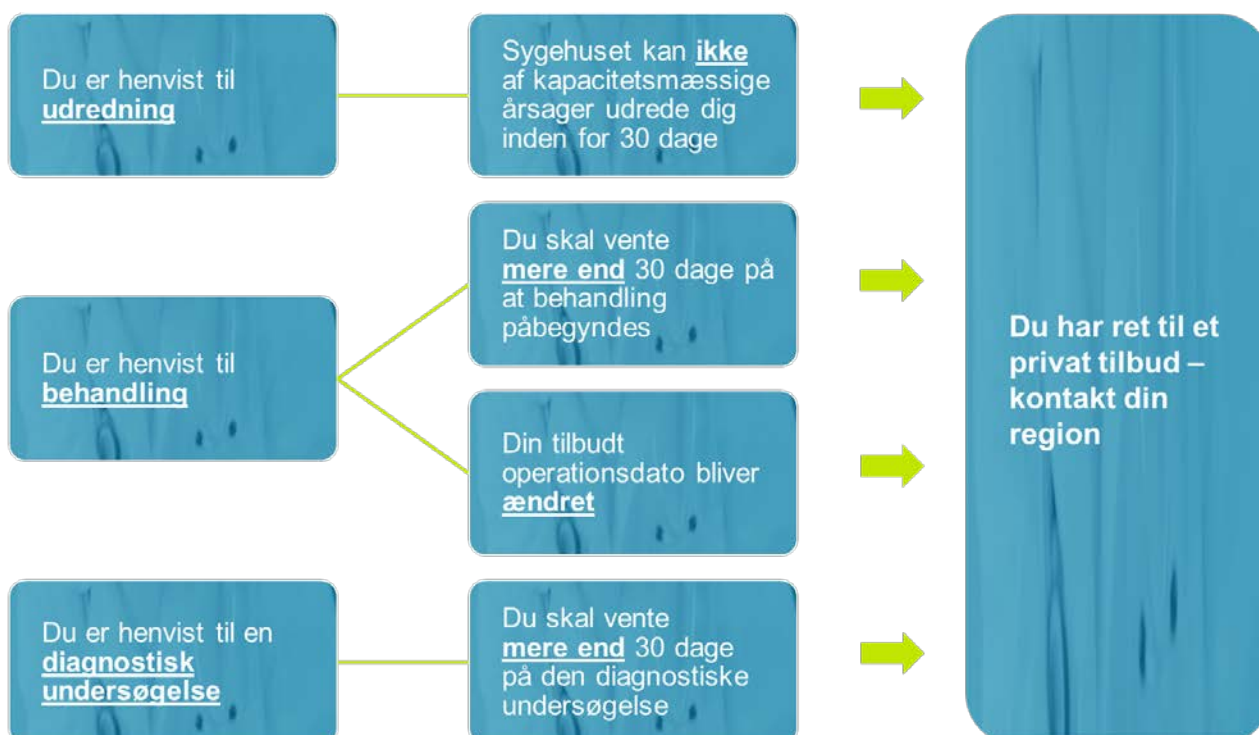 Du er henvist til
udredning
Sygehuset kan ikke
af kapacitetsmæssige
årsager udrede dig
inden for 30 dage
Du er henvist til
behandling
Du skal vente
mere end 30 dage på
at behandling
påbegyndes
Din tilbudt
operationsdato bliver
ændret
Du er henvist til en
diagnostisk
undersøgelse
Du skal vente
mere end 30 dage
på den diagnostiske
undersøgelse
Du har ret til et
privat tilbud –
kontakt din
region